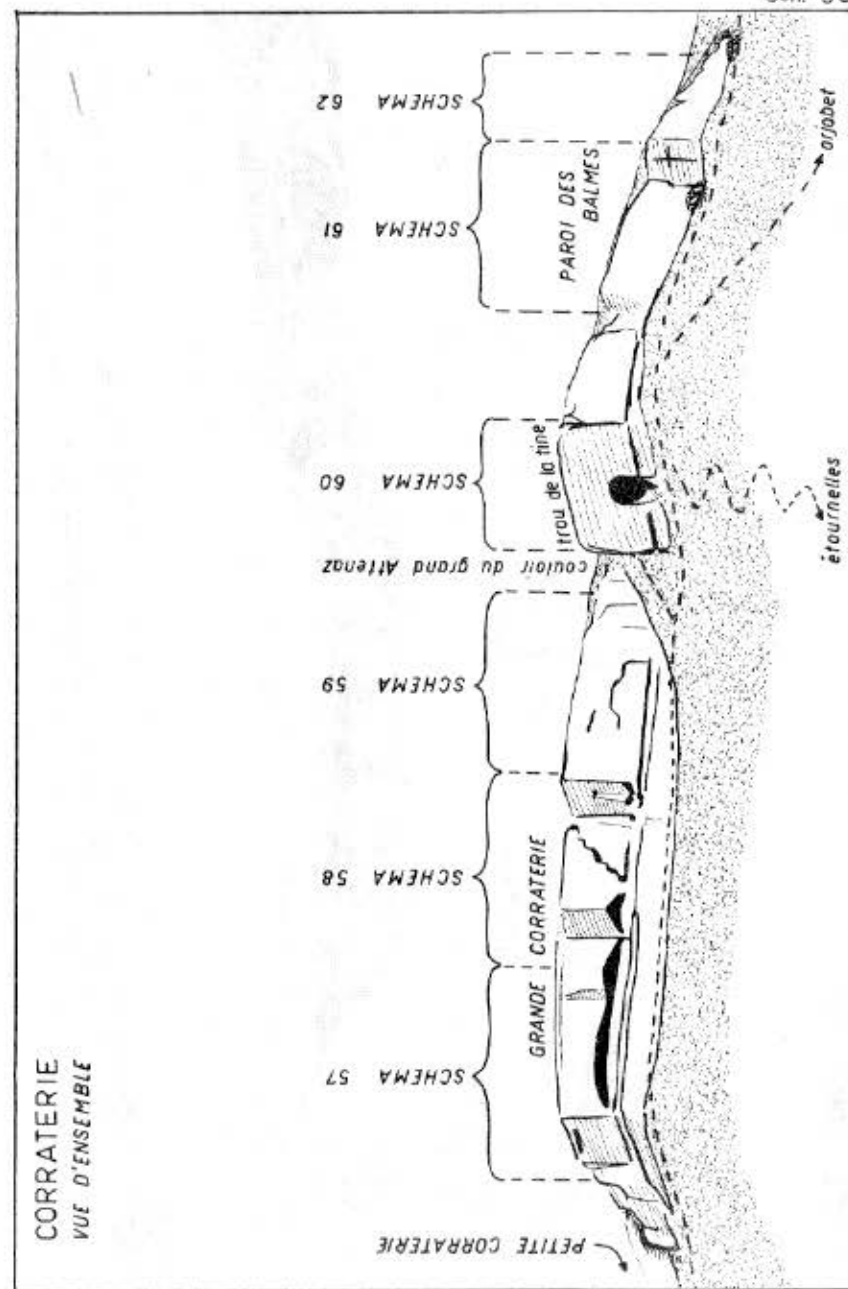 CORRATERIE
VUE D'ENSEMBLE
PETITE CORRATERIE
SCHEMA 57
SCHEMA 58
SCHEMA 59
SCHEMA 60
SCHEMA 61
SCHEMA 62
GRANDE CORRATERIE
couloir du grand Attenaz
trou de la tine
PAROI DES
BALMES
étournelles
orjobet